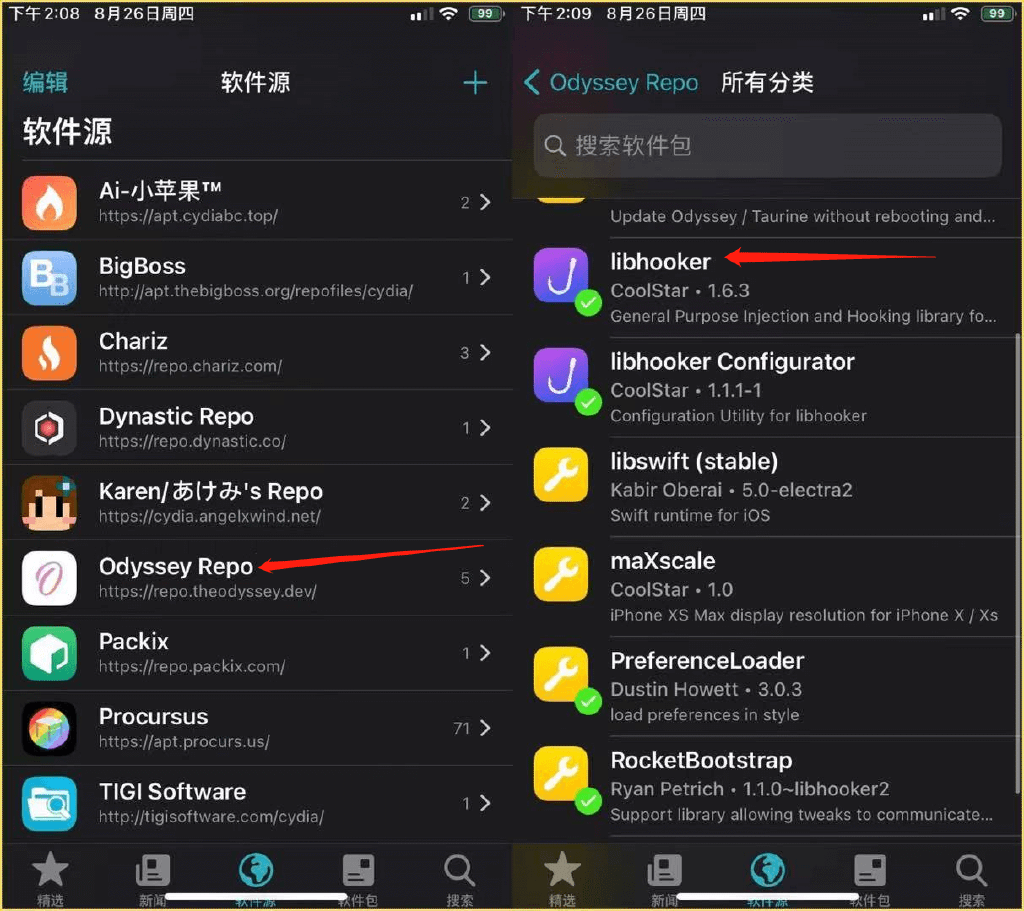 下午 2:08 8月26日周四
99
编辑
软件源
软件源
Ai-小苹果™
https://apt.cydiabc.top/
2
BigBoss
http://apt.thebigboss.org/repofiles/cydia/
1
Chariz
https://repo.chariz.com/
3
Dynastic Repo
https://repo.dynastic.co/
1
Karen/あけみ's Repo
https://cydia.angelxwind.net/
2
Odyssey Repo
https://repo.theodyssey.dev/
5
Packix
https://repo.packix.com/
1
Procursus
https://apt.procurs.us/
71
TIGI Software
http://tigisoftware.com/cydia/
1
精选
新闻
软件源
软件包
搜索
下午 2:09 8月26日周四
99
Odyssey Repo
所有分类
搜索软件包
Update Odyssey / Taurine without rebooting and...
libhooker
CoolStar • 1.6.3
General Purpose Injection and Hooking library fo...
libhooker Configurator
CoolStar • 1.1.1-1
Configuration Utility for libhooker
libswift (stable)
Kabir Oberai • 5.0-electra2
Swift runtime for iOS
maXscale
CoolStar • 1.0
iPhone XS Max display resolution for iPhone X / Xs
PreferenceLoader
Dustin Howett • 3.0.3
load preferences in style
RocketBootstrap
Ryan Petrich • 1.1.0~libhooker2
Support library allowing tweaks to communicate...
精选
新闻
软件源
软件包
搜索